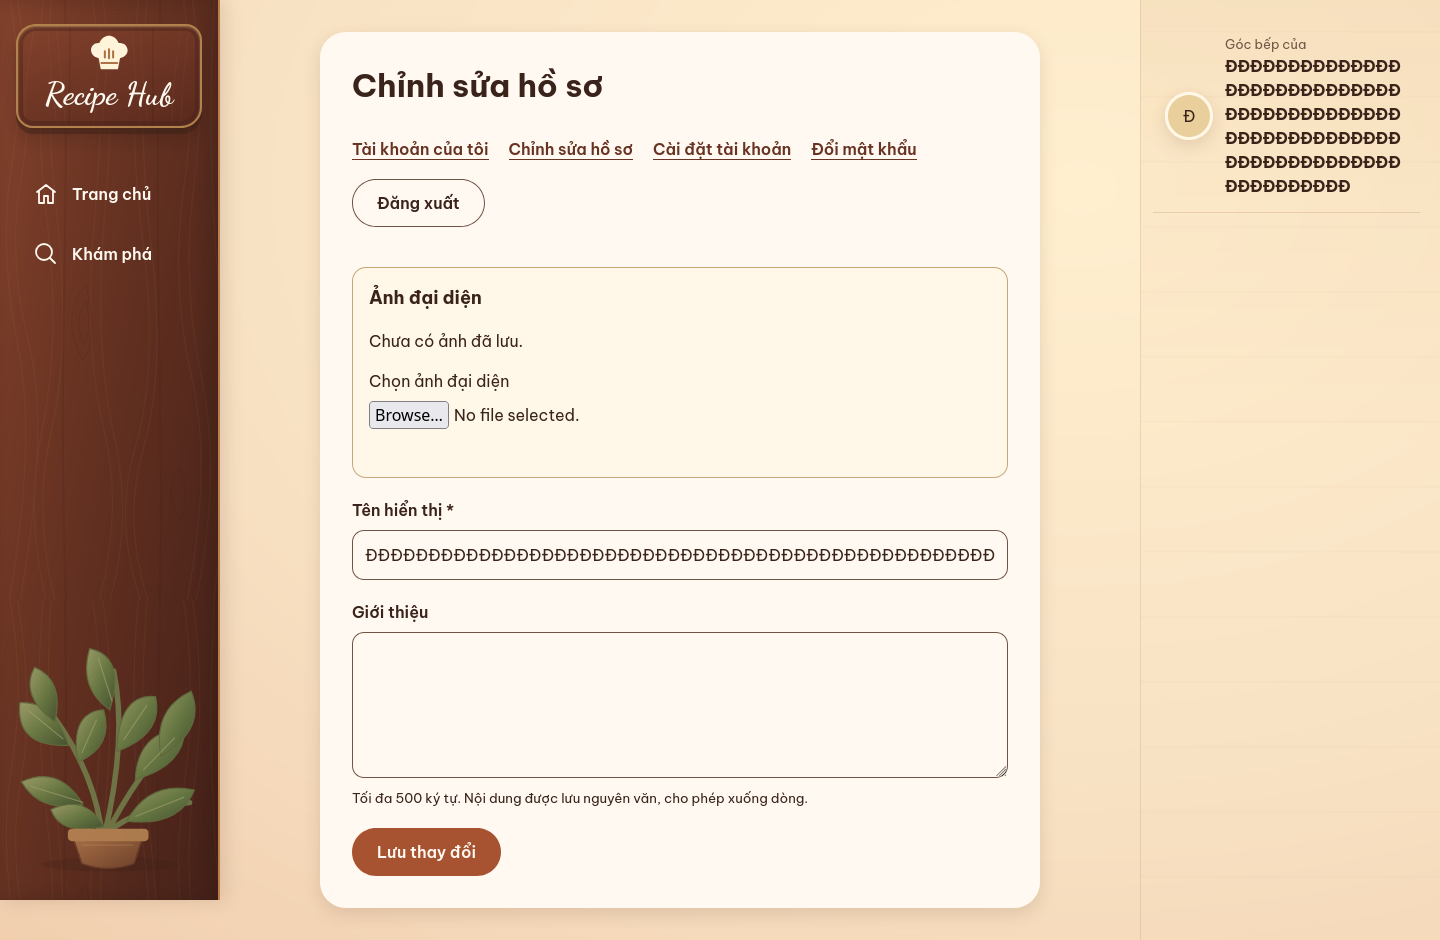 Recipe Hub
Trang chủ
Khám phá
Chỉnh sửa hồ sơ
Tài khoản của tôi Chỉnh sửa hồ sơ Cài đặt tài khoản Đổi mật khẩu
Đăng xuất
Ảnh đại diện
Chưa có ảnh đã lưu.
Chọn ảnh đại diện
Browse... No file selected.
Tên hiển thị *
ĐĐĐĐĐĐĐĐĐĐĐĐĐĐĐĐĐĐĐĐĐĐĐĐĐĐĐĐĐĐĐĐĐĐĐĐĐĐĐĐĐĐĐĐĐĐĐĐĐĐ
Giới thiệu
Tối đa 500 ký tự. Nội dung được lưu nguyên văn, cho phép xuống dòng.
Lưu thay đổi
Góc bếp của
Đ
ĐĐĐĐĐĐĐĐĐĐĐĐĐĐ
ĐĐĐĐĐĐĐĐĐĐĐĐĐĐ
ĐĐĐĐĐĐĐĐĐĐĐĐĐĐ
ĐĐĐĐĐĐĐĐĐĐĐĐĐĐ
ĐĐĐĐĐĐĐĐĐĐĐĐĐĐ
ĐĐĐĐĐĐĐĐĐĐ